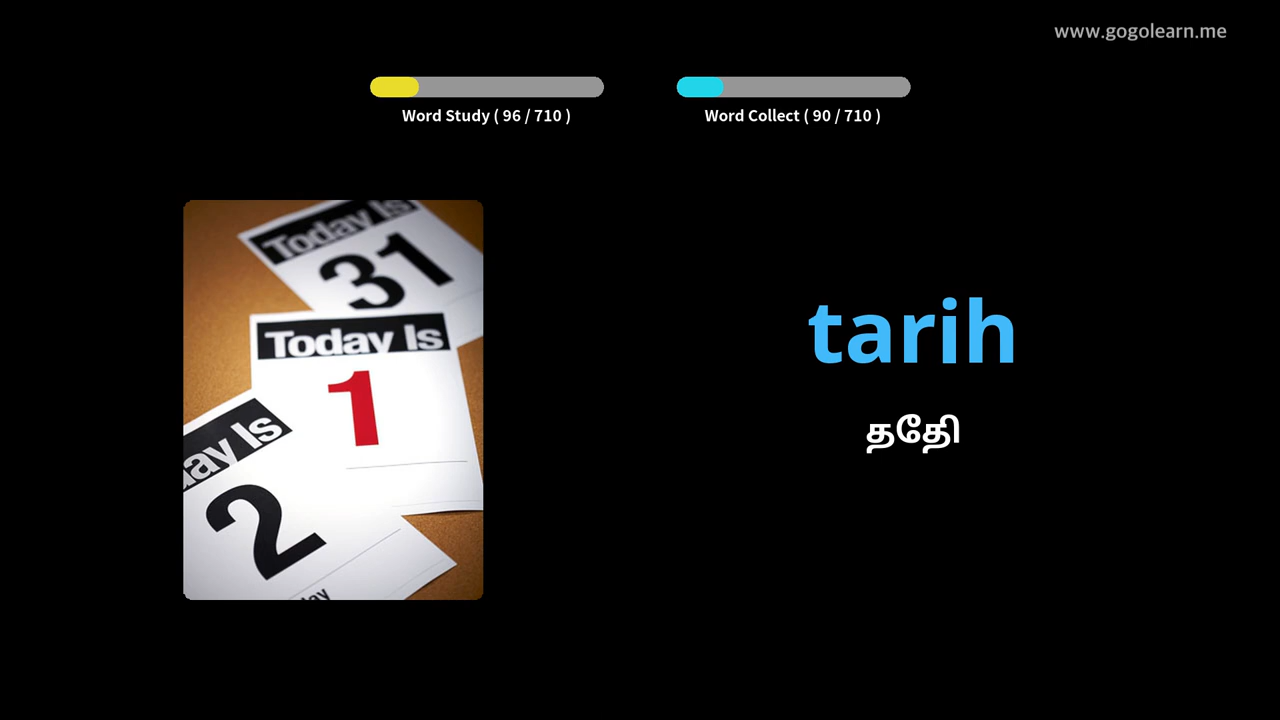 www.gogolearn.me
Word Study ( 96 / 710 )
Word Collect ( 90 / 710 )
Today Is
31
Today Is
1
ay Is
2
day
tarih
ததேி